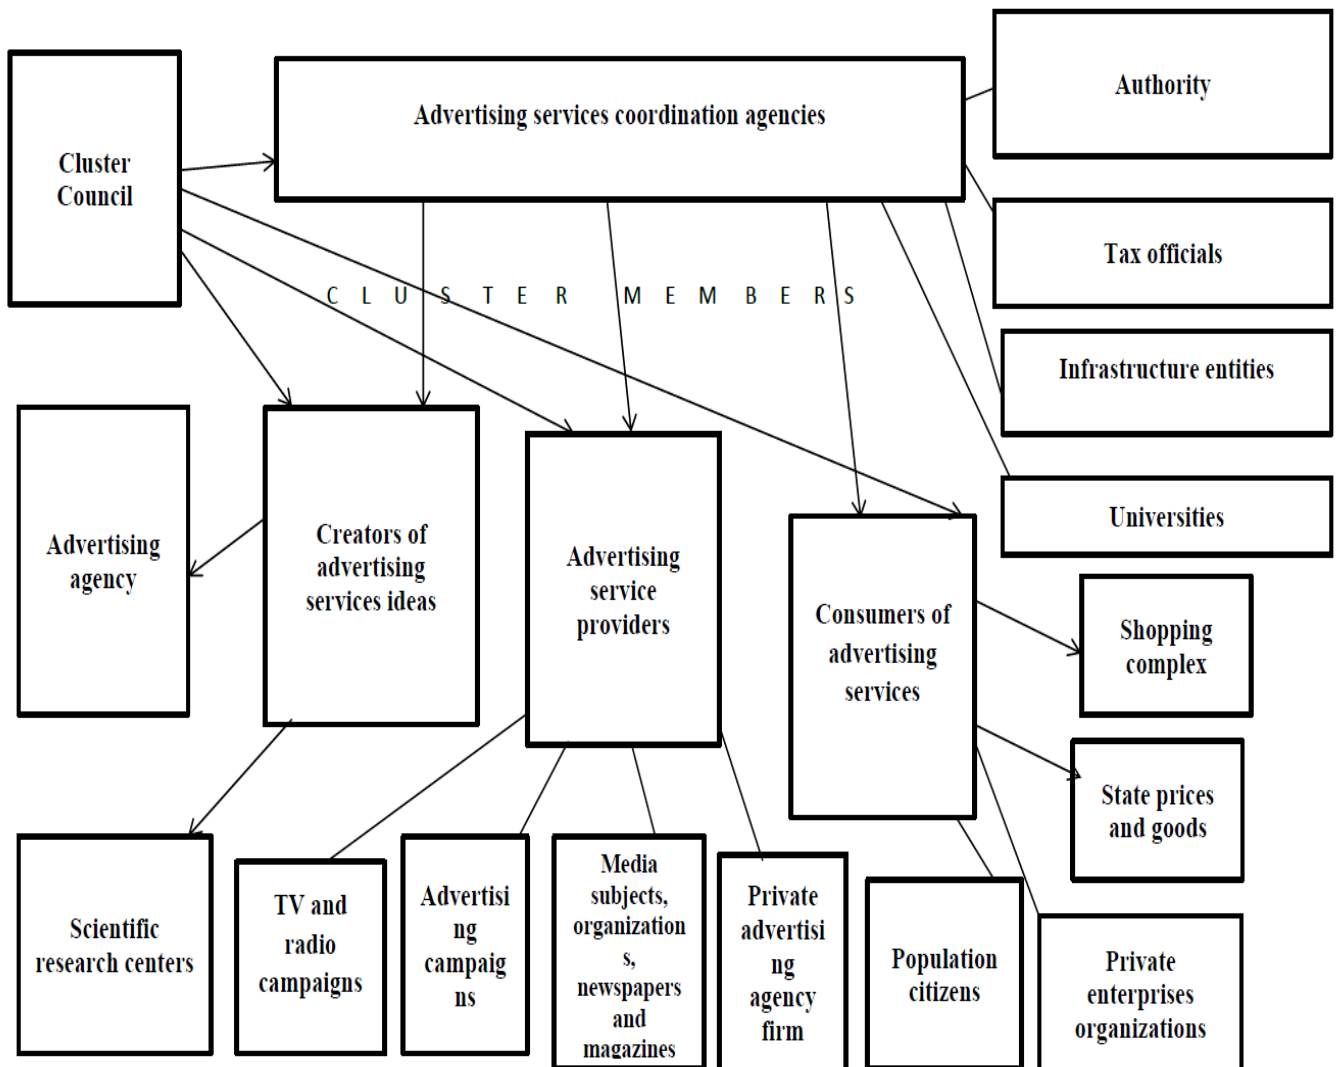 Authority
Advertising services coordination agencies
Cluster
Council
Tax officials
CLUSTER MEMBERS
Infrastructure entities
Universities
Advertising
agency
Creators of
advertising
services ideas
Advertising
service
providers
Consumers of
advertising
services
Shopping
complex
State prices
and goods
Scientific
research centers
TV and
radio
campaigns
Advertisi
ng
campaig
ns
Media
subjects,
organization
s,
newspapers
and
magazines
Private
advertisi
ng
agency
firm
Population
citizens
Private
enterprises
organizations